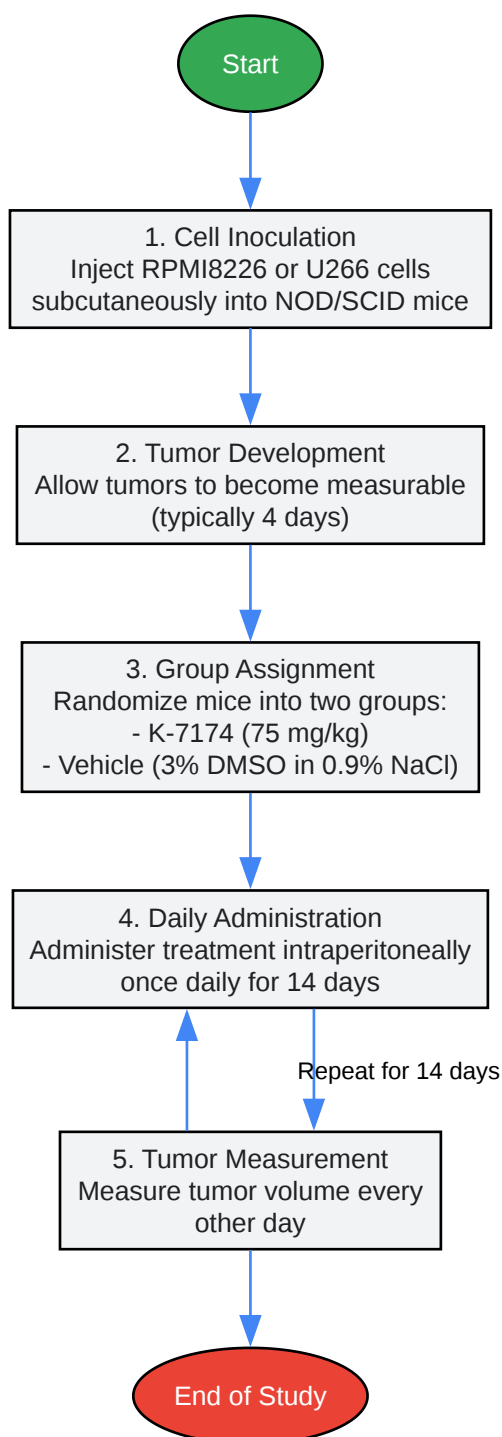 Start
1. Cell Inoculation
Inject RPMI8226 or U266 cells
subcutaneously into NOD/SCID mice
2. Tumor Development
Allow tumors to become measurable
(typically 4 days)
3. Group Assignment
Randomize mice into two groups:
- K-7174 (75 mg/kg)
- Vehicle (3% DMSO in 0.9% NaCl)
4. Daily Administration
Administer treatment intraperitoneally
once daily for 14 days
Repeat for 14 days
5. Tumor Measurement
Measure tumor volume every
other day
End of Study